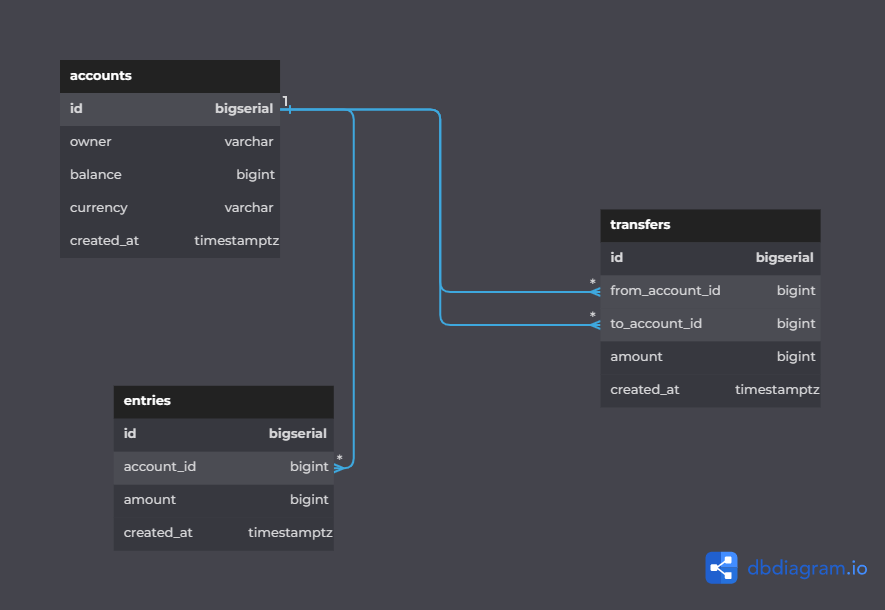 accounts
id bigserial 1
owner varchar
balance bigint
currency varchar
created_at timestamptz
transfers
id bigserial
* from_account_id bigint
* to_account_id bigint
amount bigint
created_at timestamptz
entries
id bigserial
account_id bigint *
amount bigint
created_at timestamptz
dbdiagram.io